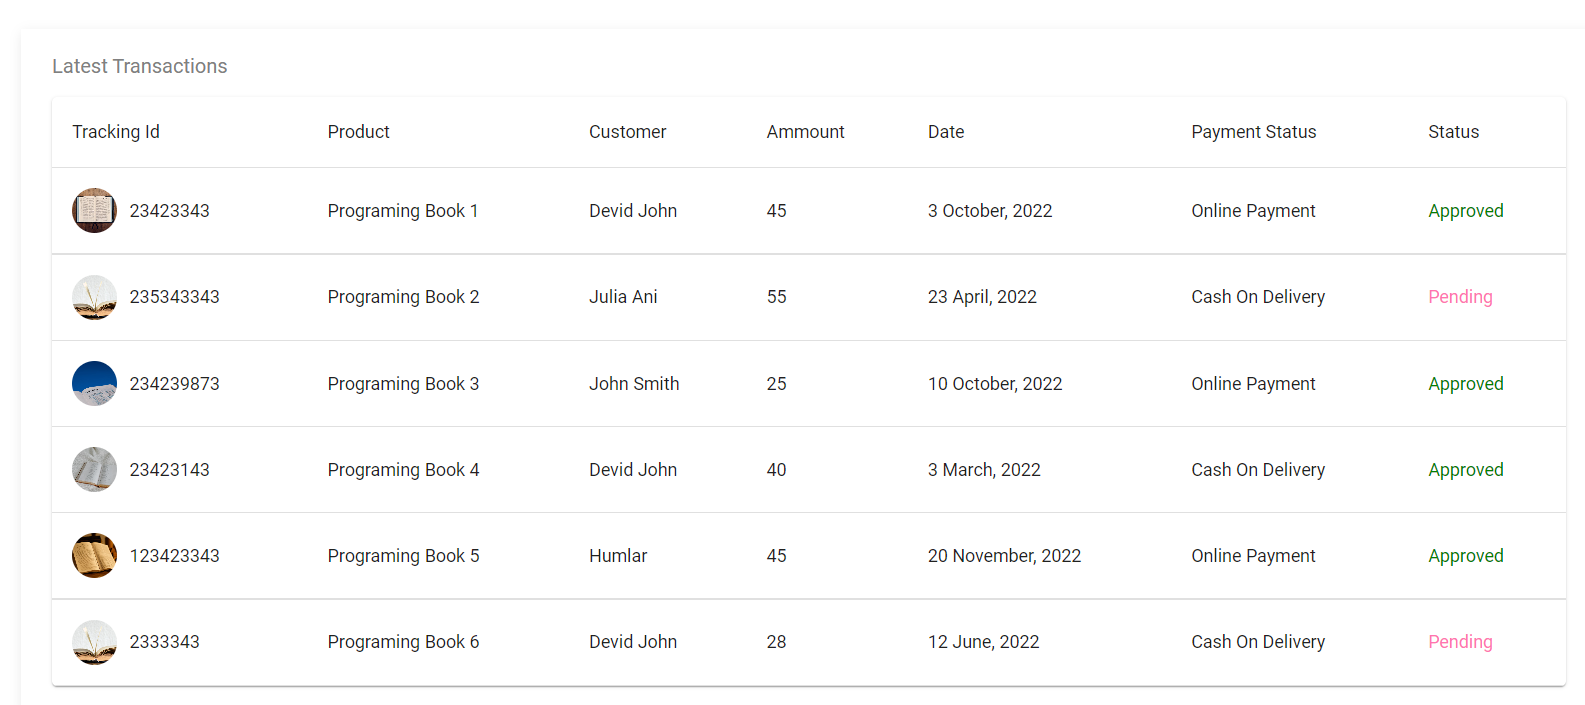 Latest Transactions
Tracking Id Product Customer Ammount Date Payment Status Status
23423343 Programing Book 1 Devid John 45 3 October, 2022 Online Payment Approved
235343343 Programing Book 2 Julia Ani 55 23 April, 2022 Cash On Delivery Pending
234239873 Programing Book 3 John Smith 25 10 October, 2022 Online Payment Approved
23423143 Programing Book 4 Devid John 40 3 March, 2022 Cash On Delivery Approved
123423343 Programing Book 5 Humlar 45 20 November, 2022 Online Payment Approved
2333343 Programing Book 6 Devid John 28 12 June, 2022 Cash On Delivery Pending